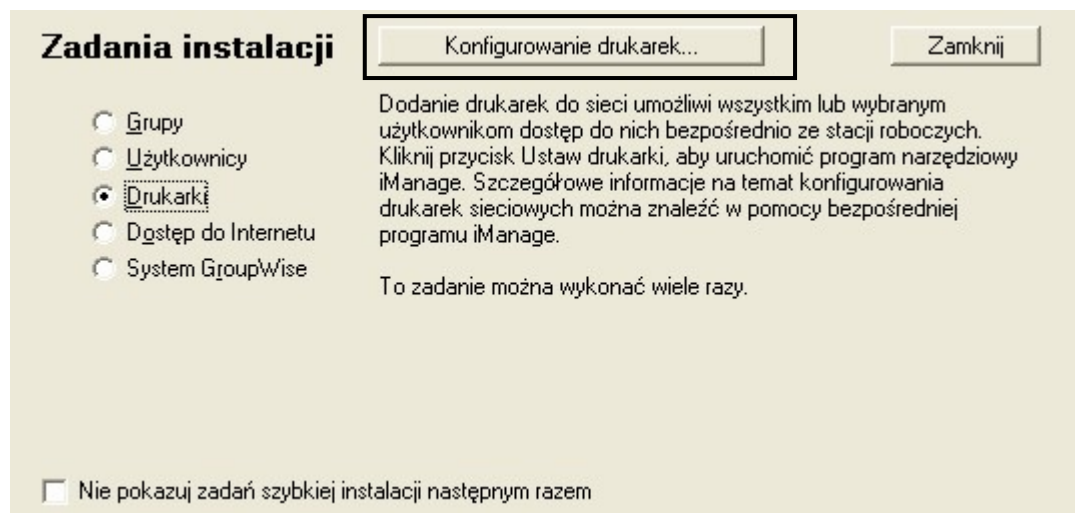 Zadania instalacji
Konfigurowanie drukarek...
Zamknij
Grupy
Użytkownicy
Drukarki
Dostęp do Internetu
System GroupWise
Dodanie drukarek do sieci umożliwi wszystkim lub wybranym
użytkownikom dostęp do nich bezpośrednio ze stacji roboczych.
Kliknij przycisk Ustaw drukarki, aby uruchomić program narzędziowy
iManage. Szczegółowe informacje na temat konfigurowania
drukarek sieciowych można znaleźć w pomocy bezpośredniej
programu iManage.
To zadanie można wykonać wiele razy.
Nie pokazuj zadań szybkiej instalacji następnym razem